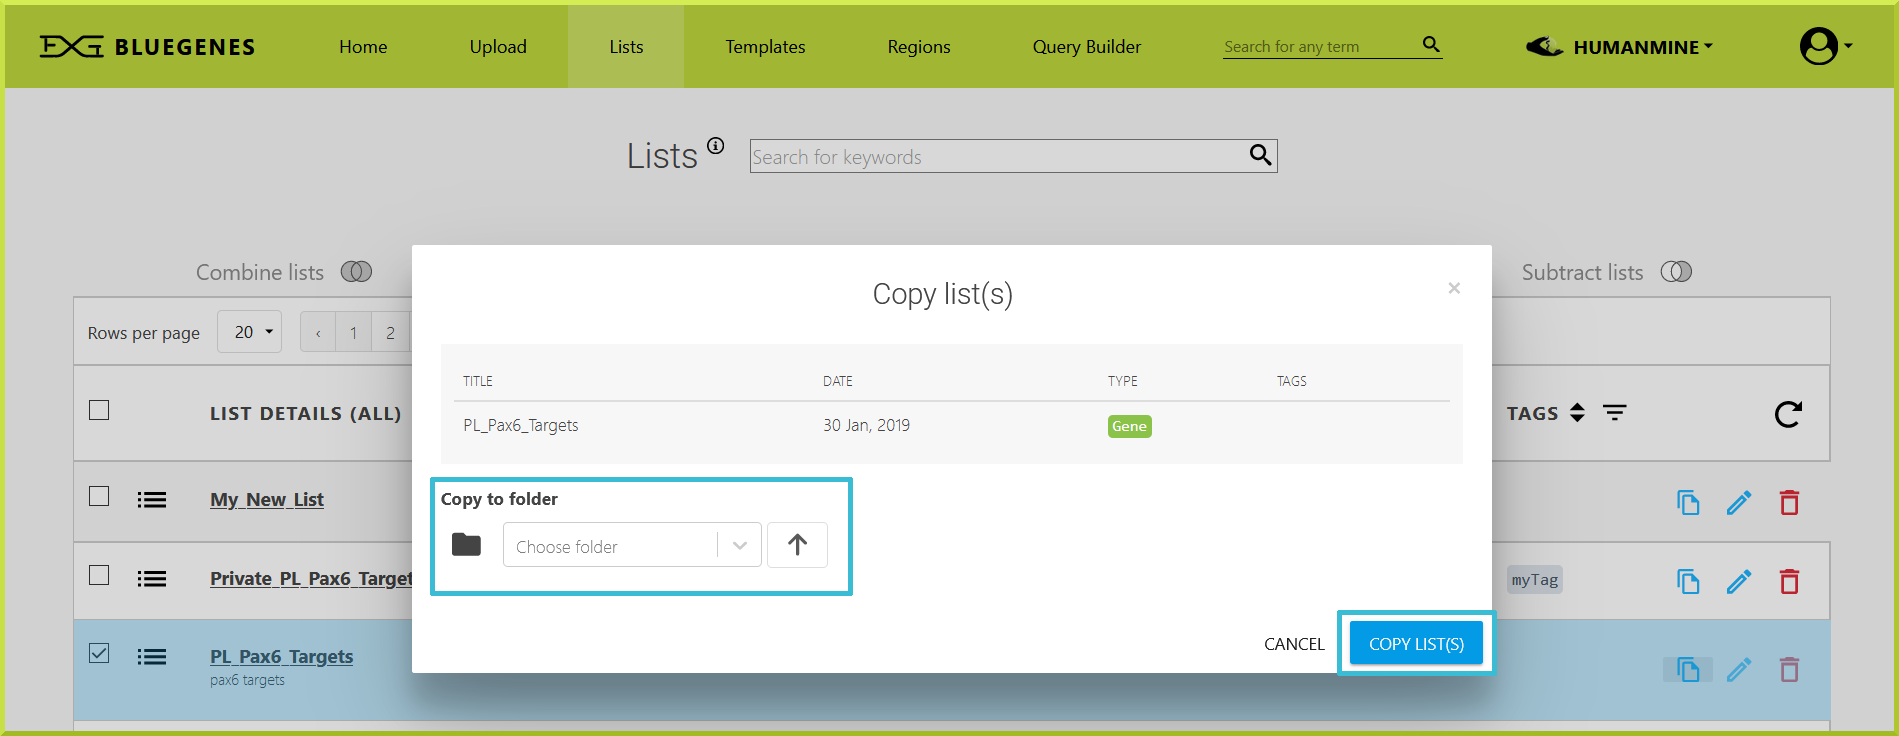 BLUEGENES Home Upload Lists Templates Regions Query Builder Search for any term HUMANMINE
Lists Search for keywords
Combine lists Subtract lists
Rows per page 20 ‹ 1 2
LIST DETAILS (ALL) TAGS
My_New_List
Private_PL_Pax6_Target myTag
PL_Pax6_Targets
pax6 targets
Copy list(s) ×
TITLE DATE TYPE TAGS
PL_Pax6_Targets 30 Jan, 2019 Gene
Copy to folder
Choose folder
CANCEL COPY LIST(S)